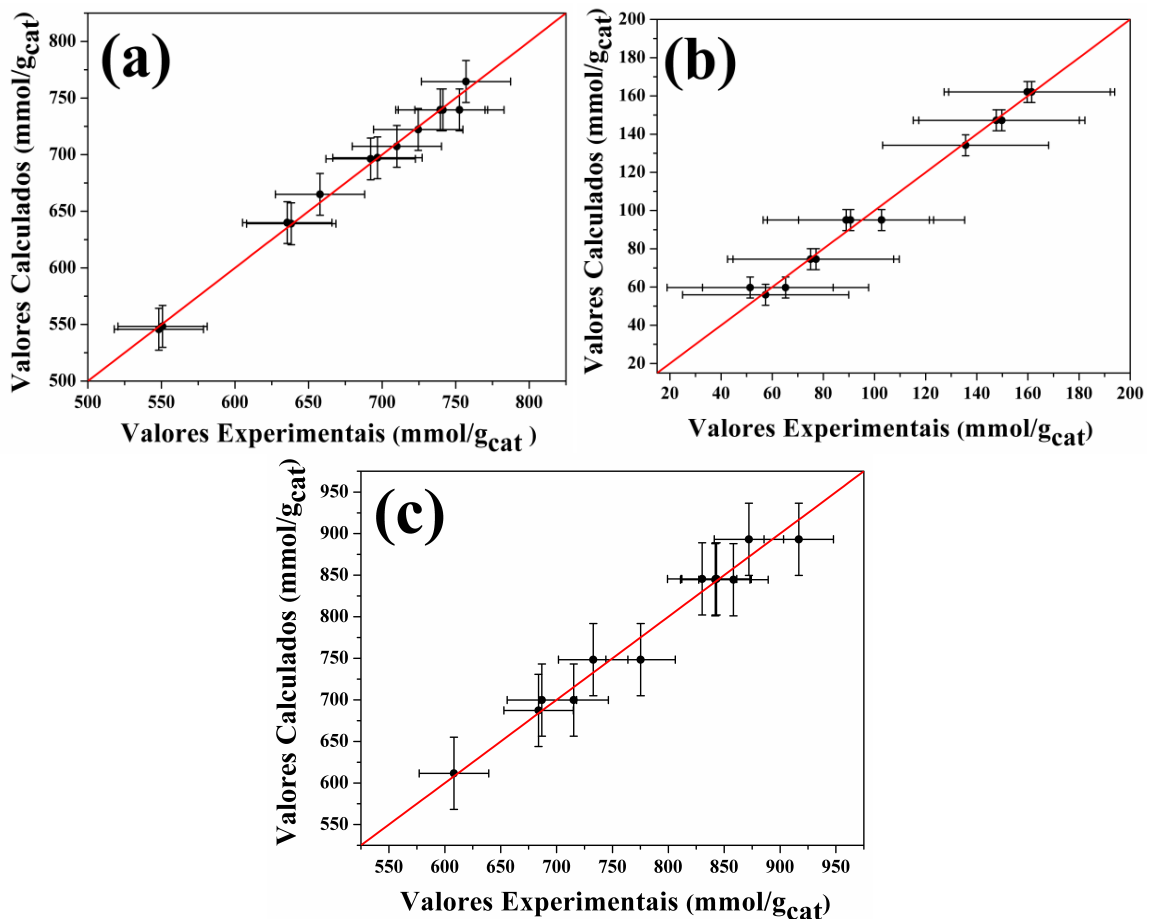 (a)
Valores Calculados (mmol/gcat)
800
750
700
650
600
550
500
500 550 600 650 700 750 800
Valores Experimentais (mmol/gcat )
(b)
Valores Calculados (mmol/gcat)
200
180
160
140
120
100
80
60
40
20
20 40 60 80 100 120 140 160 180 200
Valores Experimentais (mmol/gcat)
(c)
Valores Calculados (mmol/gcat)
950
900
850
800
750
700
650
600
550
550 600 650 700 750 800 850 900 950
Valores Experimentais (mmol/gcat)